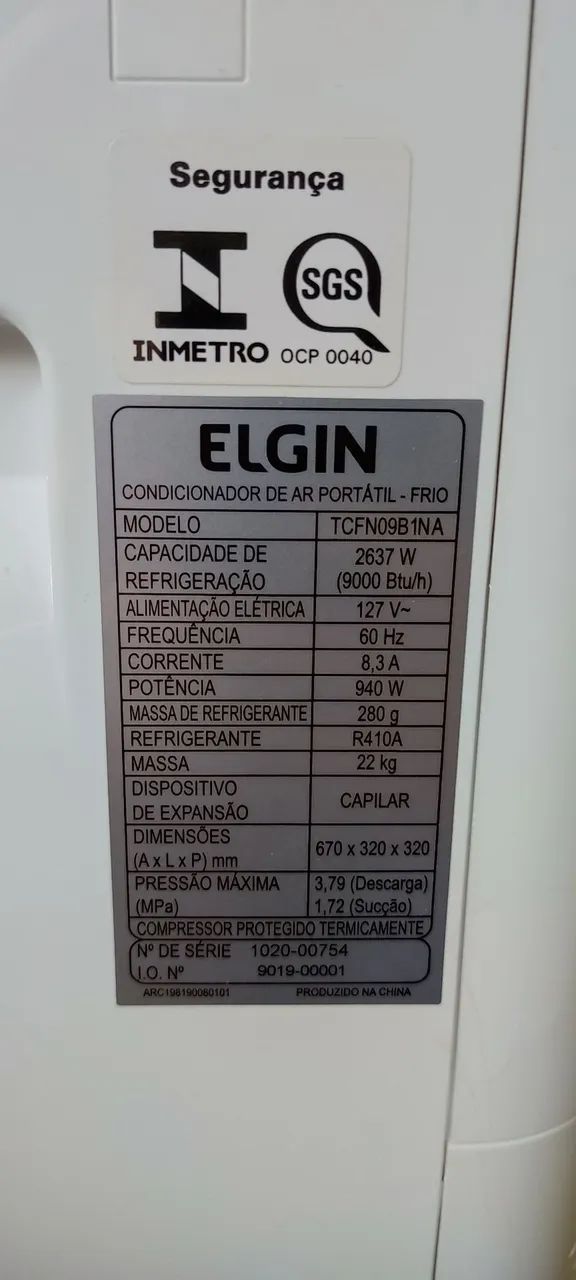 Segurança
INMETRO
SGS
OCP 0040
ELGIN
CONDICIONADOR DE AR PORTÁTIL - FRIO
MODELO TCFN09B1NA
CAPACIDADE DE REFRIGERAÇÃO 2637 W (9000 Btu/h)
ALIMENTAÇÃO ELÉTRICA 127 V~
FREQUÊNCIA 60 Hz
CORRENTE 8,3 A
POTÊNCIA 940 W
MASSA DE REFRIGERANTE 280 g
REFRIGERANTE R410A
MASSA 22 kg
DISPOSITIVO DE EXPANSÃO CAPILAR
DIMENSÕES (A x L x P) mm 670 x 320 x 320
PRESSÃO MÁXIMA (MPa) 3,79 (Descarga) 1,72 (Sucção)
COMPRESSOR PROTEGIDO TERMICAMENTE
Nº DE SÉRIE 1020-00754
I.O. Nº 9019-00001
ARC198190080101 PRODUZIDO NA CHINA